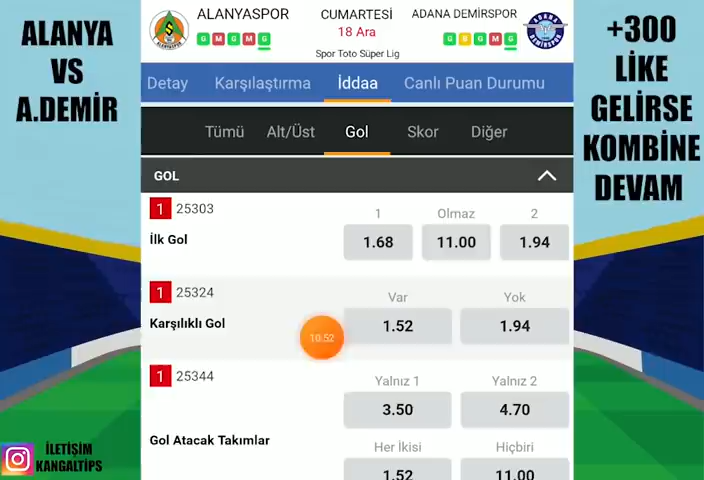 ALANYA
VS
A.DEMİR
ALANYASPOR
G M G M G
CUMARTESİ
18 Ara
Spor Toto Süper Lig
ADANA DEMİRSPOR
G B G M G
+300
LİKE
GELİRSE
KOMBİNE
DEVAM
Detay Karşılaştırma İddaa Canlı Puan Durumu
Tümü Alt/Üst Gol Skor Diğer
GOL
1 25303
İlk Gol
1 Olmaz 2
1.68 11.00 1.94
1 25324
Karşılıklı Gol
Var Yok
1.52 1.94
10.52
1 25344
Gol Atacak Takımlar
Yalnız 1 Yalnız 2
3.50 4.70
Her İkisi Hiçbiri
1.52 11.00
İLETİŞİM
KANGALTİPS